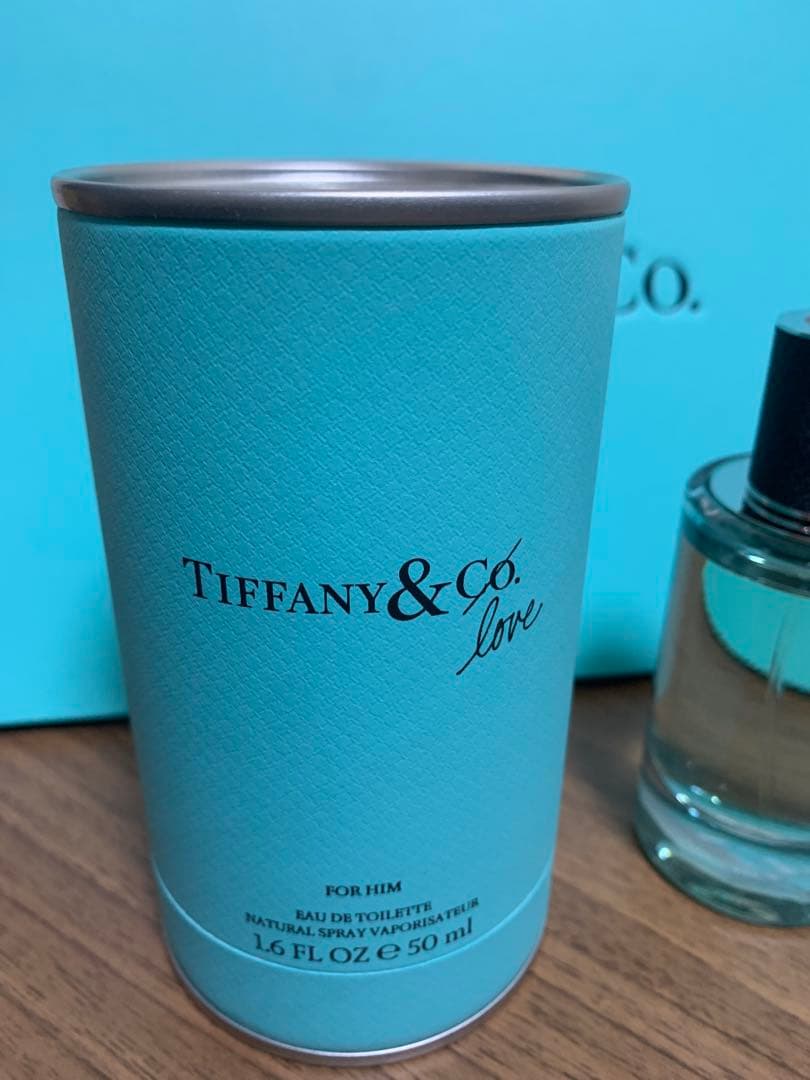 Co.
TIFFANY & Co.
love
FOR HIM
EAU DE TOILETTE
NATURAL SPRAY VAPORISATEUR
1.6 FL OZ e 50 ml